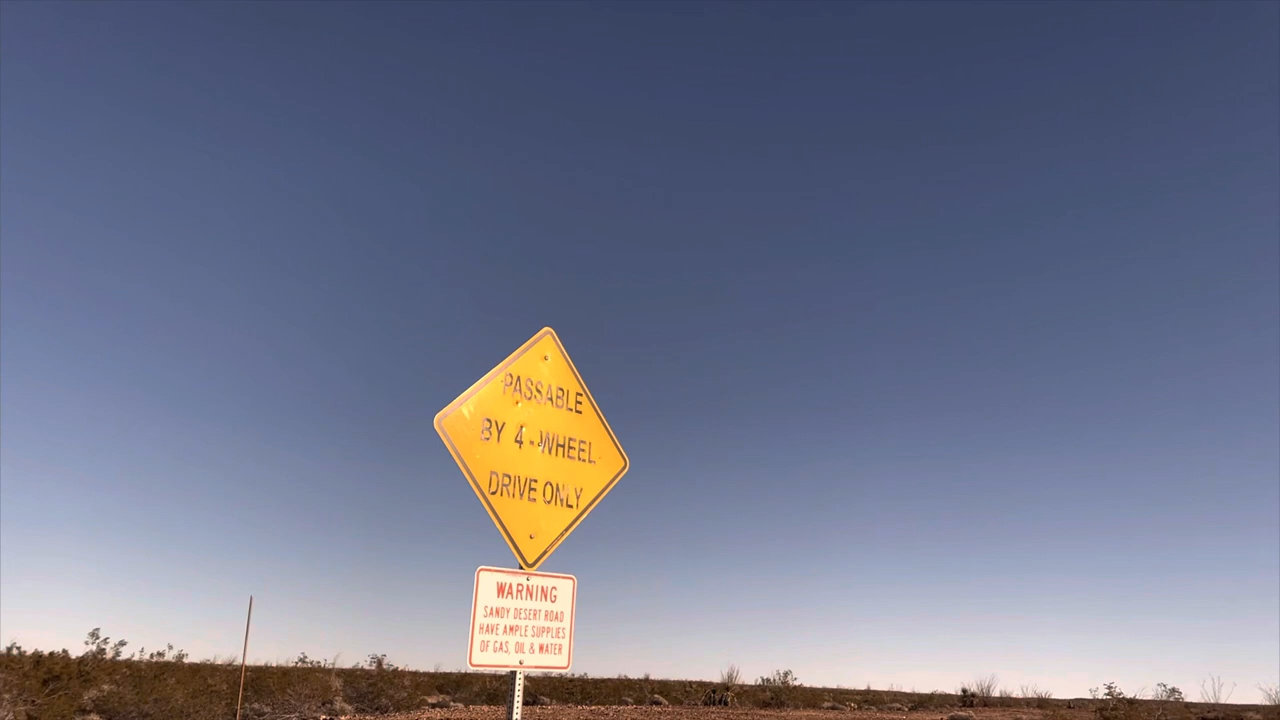 PASSABLE
BY 4-WHEEL
DRIVE ONLY
WARNING
SANDY DESERT ROAD
HAVE AMPLE SUPPLIES
OF GAS, OIL & WATER